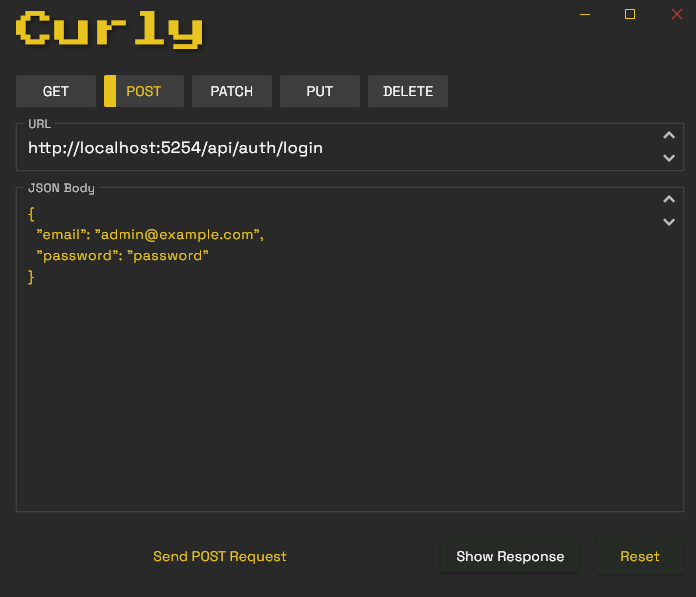 Curly
GET POST PATCH PUT DELETE
URL
http://localhost:5254/api/auth/login
JSON Body
{
"email": "admin@example.com",
"password": "password"
}
Send POST Request Show Response Reset